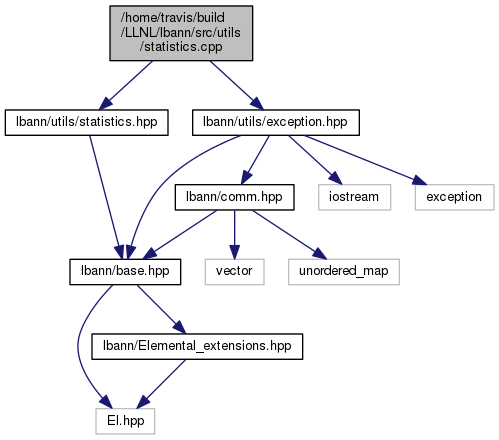 /home/travis/build
/LLNL/lbann/src/utils
/statistics.cpp
lbann/utils/statistics.hpp
lbann/utils/exception.hpp
lbann/comm.hpp
iostream
exception
lbann/base.hpp
vector
unordered_map
lbann/Elemental_extensions.hpp
El.hpp